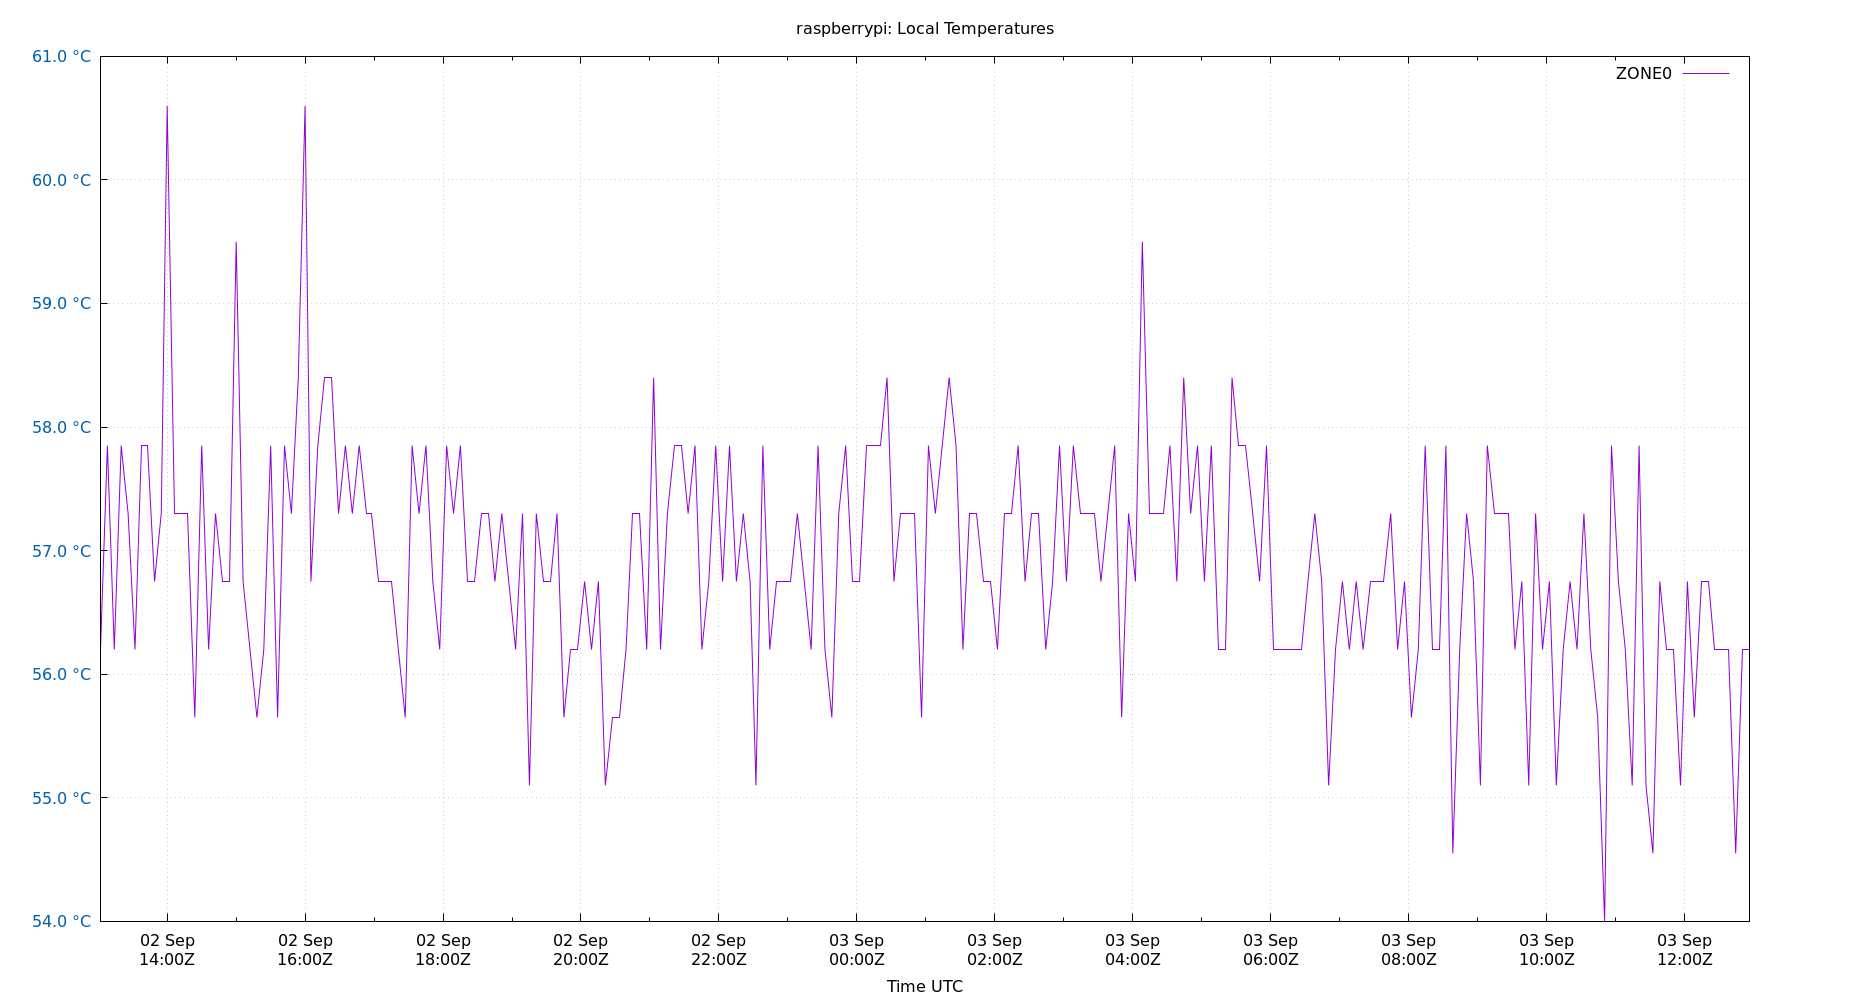 raspberrypi: Local Temperatures
61.0 °C
ZONE0
60.0 °C
59.0 °C
58.0 °C
57.0 °C
56.0 °C
55.0 °C
54.0 °C
02 Sep 02 Sep 02 Sep 02 Sep 02 Sep 03 Sep 03 Sep 03 Sep 03 Sep 03 Sep 03 Sep 03 Sep
14:00Z 16:00Z 18:00Z 20:00Z 22:00Z 00:00Z 02:00Z 04:00Z 06:00Z 08:00Z 10:00Z 12:00Z
Time UTC